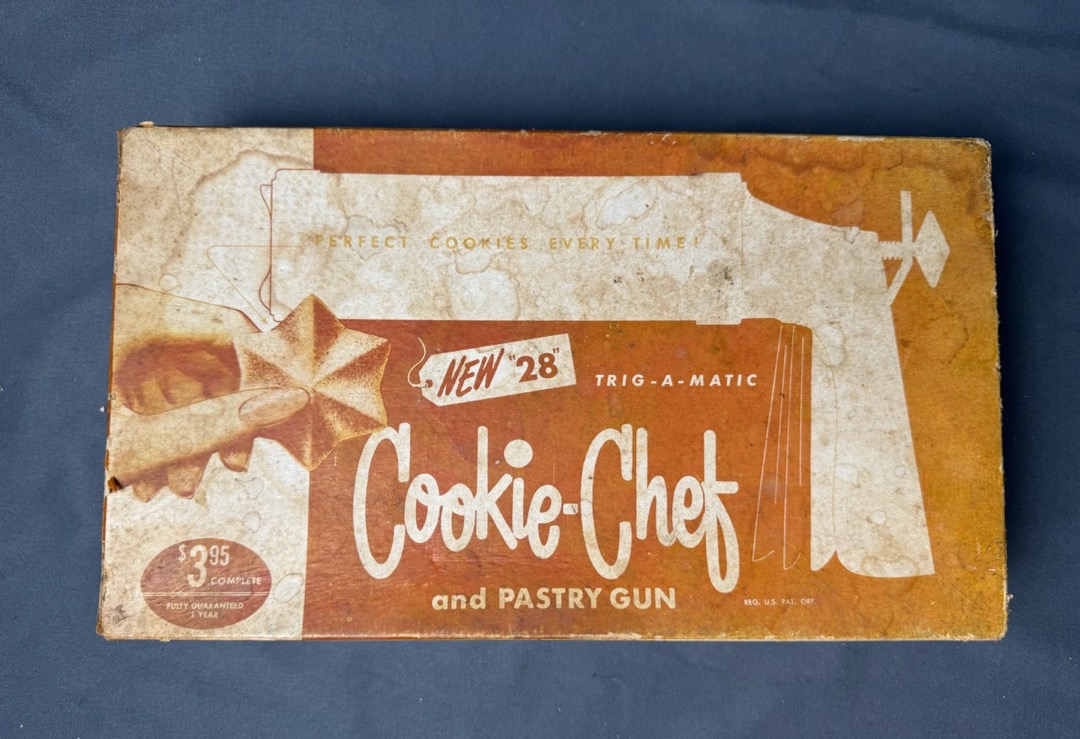 PERFECT COOKIES EVERY TIME!
NEW "28"
TRIG-A-MATIC
Cookie-Chef
and PASTRY GUN
$3.95
COMPLETE
FULLY GUARANTEED
1 YEAR
REG. U.S. PAT. OFF.